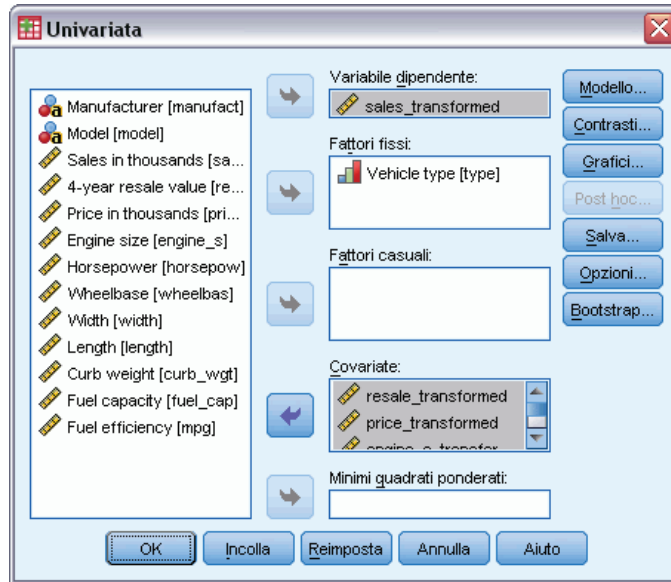 Univariata
Manufacturer [manufact]
Model [model]
Sales in thousands [sa...
4-year resale value [re...
Price in thousands [pri...
Engine size [engine_s]
Horsepower [horsepow]
Wheelbase [wheelbas]
Width [width]
Length [length]
Curb weight [curb_wgt]
Fuel capacity [fuel_cap]
Fuel efficiency [mpg]
Variabile dipendente:
sales_transformed
Fattori fissi:
Vehicle type [type]
Fattori casuali:
Covariate:
resale_transformed
price_transformed
Minimi quadrati ponderati:
Modello...
Contrasti...
Grafici...
Post hoc...
Salva...
Opzioni...
Bootstrap...
OK
Incolla
Reimposta
Annulla
Aiuto